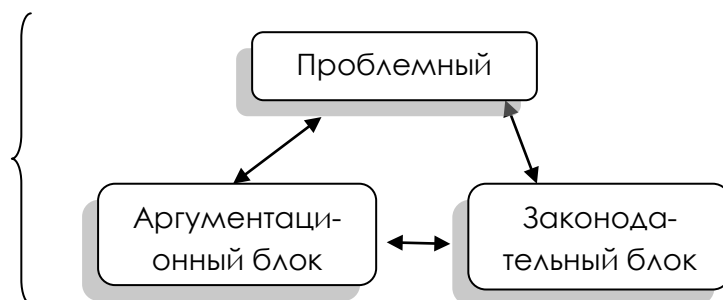 Проблемный
Аргументаци-
онный блок
Законода-
тельный блок